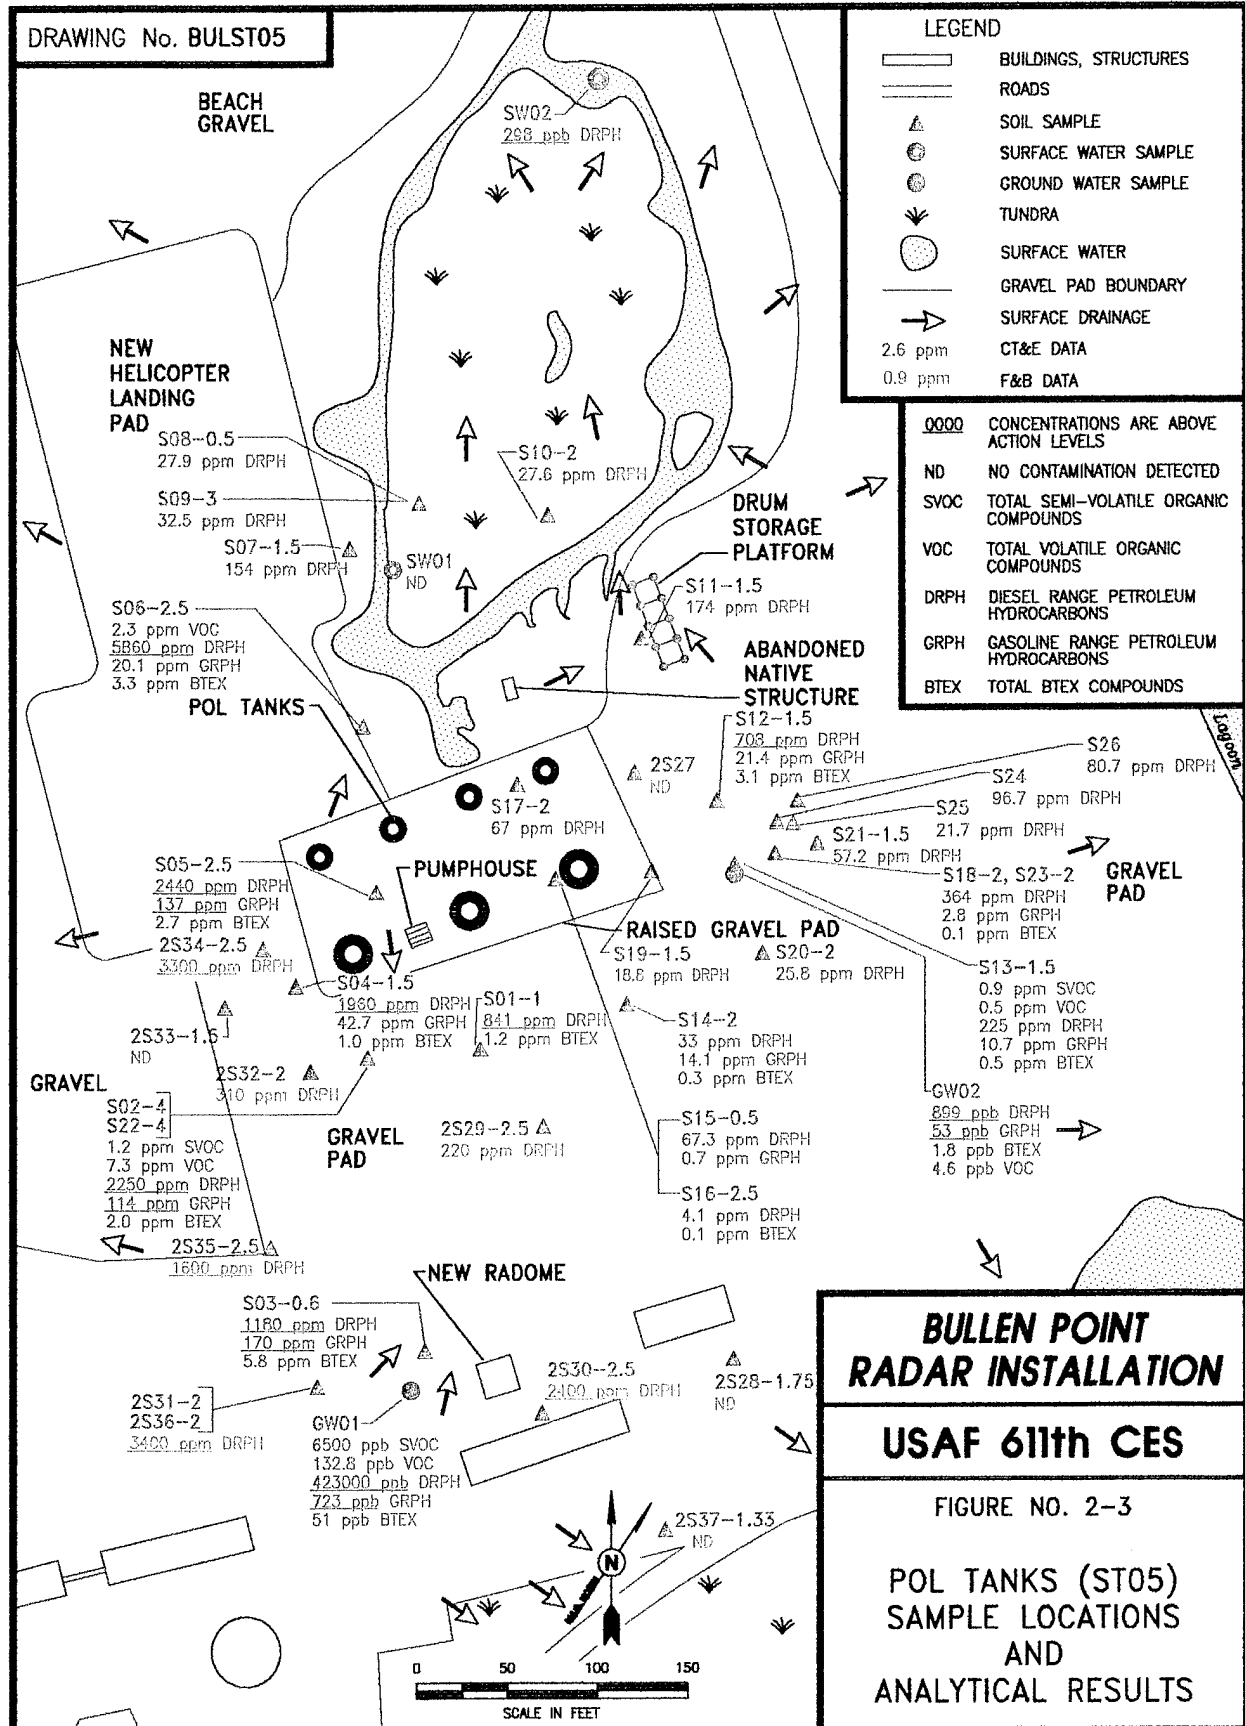 DRAWING No. BULST05
BEACH
GRAVEL
SW02
298 ppb DRPH
LEGEND
BUILDINGS, STRUCTURES
ROADS
SOIL SAMPLE
SURFACE WATER SAMPLE
GROUND WATER SAMPLE
TUNDRA
SURFACE WATER
GRAVEL PAD BOUNDARY
SURFACE DRAINAGE
2.6 ppm CT&E DATA
0.9 ppm F&B DATA
0000 CONCENTRATIONS ARE ABOVE
ACTION LEVELS
ND NO CONTAMINATION DETECTED
SVOC TOTAL SEMI-VOLATILE ORGANIC
COMPOUNDS
VOC TOTAL VOLATILE ORGANIC
COMPOUNDS
DRPH DIESEL RANGE PETROLEUM
HYDROCARBONS
GRPH GASOLINE RANGE PETROLEUM
HYDROCARBONS
BTEX TOTAL BTEX COMPOUNDS
Lagoon
NEW
HELICOPTER
LANDING
PAD
S08-0.5
27.9 ppm DRPH
S09-3
32.5 ppm DRPH
S07-1.5
154 ppm DRPH
SW01
ND
S10-2
27.6 ppm DRPH
DRUM
STORAGE
PLATFORM
S11-1.5
174 ppm DRPH
S06-2.5
2.3 ppm VOC
5860 ppm DRPH
20.1 ppm GRPH
3.3 ppm BTEX
POL TANKS
ABANDONED
NATIVE
STRUCTURE
S12-1.5
708 ppm DRPH
21.4 ppm GRPH
3.1 ppm BTEX
2S27
ND
S26
80.7 ppm DRPH
S24
96.7 ppm DRPH
S25
21.7 ppm DRPH
S21-1.5
57.2 ppm DRPH
S18-2, S23-2
364 ppm DRPH
2.8 ppm GRPH
0.1 ppm BTEX
GRAVEL
PAD
S17-2
67 ppm DRPH
PUMPHOUSE
S05-2.5
2440 ppm DRPH
137 ppm GRPH
2.7 ppm BTEX
RAISED GRAVEL PAD
2S34-2.5
3300 ppm DRPH
S19-1.5
18.8 ppm DRPH
S20-2
25.8 ppm DRPH
S13-1.5
0.9 ppm SVOC
0.5 ppm VOC
225 ppm DRPH
10.7 ppm GRPH
0.5 ppm BTEX
S04-1.5
1960 ppm DRPH
42.7 ppm GRPH
1.0 ppm BTEX
S01-1
841 ppm DRPH
1.2 ppm BTEX
S14-2
33 ppm DRPH
14.1 ppm GRPH
0.3 ppm BTEX
2S33-1.5
ND
2S32-2
310 ppm DRPH
GRAVEL
S02-4
S22-4
1.2 ppm SVOC
7.3 ppm VOC
2250 ppm DRPH
114 ppm GRPH
2.0 ppm BTEX
GRAVEL
PAD
2S29-2.5
220 ppm DRPH
S15-0.5
67.3 ppm DRPH
0.7 ppm GRPH
S16-2.5
4.1 ppm DRPH
0.1 ppm BTEX
GW02
899 ppb DRPH
53 ppb GRPH
1.8 ppb BTEX
4.6 ppb VOC
2S35-2.5
1600 ppm DRPH
NEW RADOME
S03-0.6
1180 ppm DRPH
170 ppm GRPH
5.8 ppm BTEX
2S31-2
2S36-2
3400 ppm DRPH
GW01
6500 ppb SVOC
132.8 ppb VOC
423000 ppb DRPH
723 ppb GRPH
51 ppb BTEX
2S30-2.5
2400 ppm DRPH
2S28-1.75
ND
2S37-1.33
ND
N
0 50 100 150
SCALE IN FEET
BULLEN POINT
RADAR INSTALLATION
USAF 611th CES
FIGURE NO. 2-3
POL TANKS (ST05)
SAMPLE LOCATIONS
AND
ANALYTICAL RESULTS